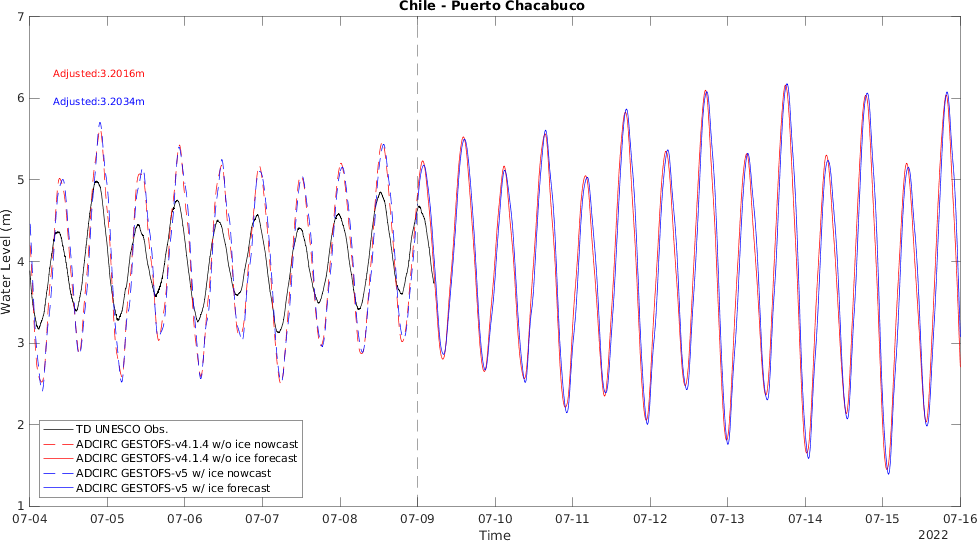 Chile - Puerto Chacabuco
7
6
5
4
3
2
1
Water Level (m)
Adjusted:3.2016m
Adjusted:3.2034m
TD UNESCO Obs.
ADCIRC GESTOFS-v4.1.4 w/o ice nowcast
ADCIRC GESTOFS-v4.1.4 w/o ice forecast
ADCIRC GESTOFS-v5 w/ ice nowcast
ADCIRC GESTOFS-v5 w/ ice forecast
07-04 07-05 07-06 07-07 07-08 07-09 07-10 07-11 07-12 07-13 07-14 07-15 07-16
Time
2022